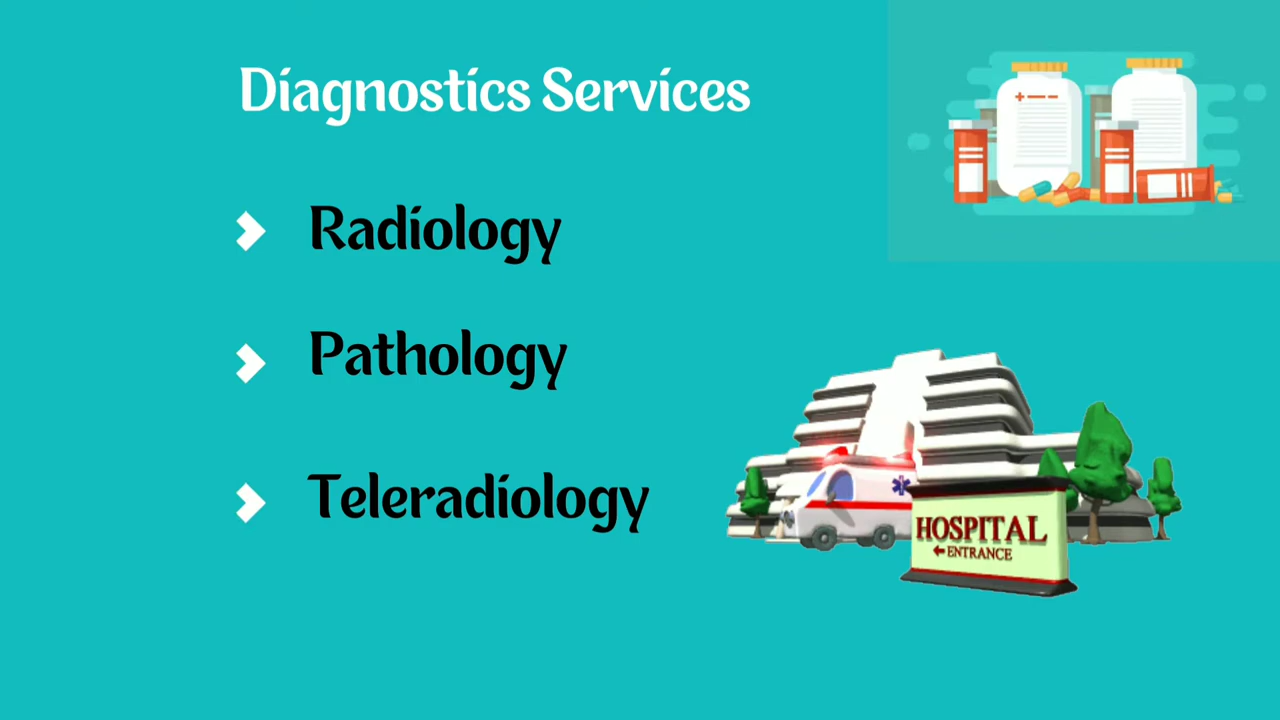 Diagnostics Services
Radiology
Pathology
Teleradiology
HOSPITAL
ENTRANCE